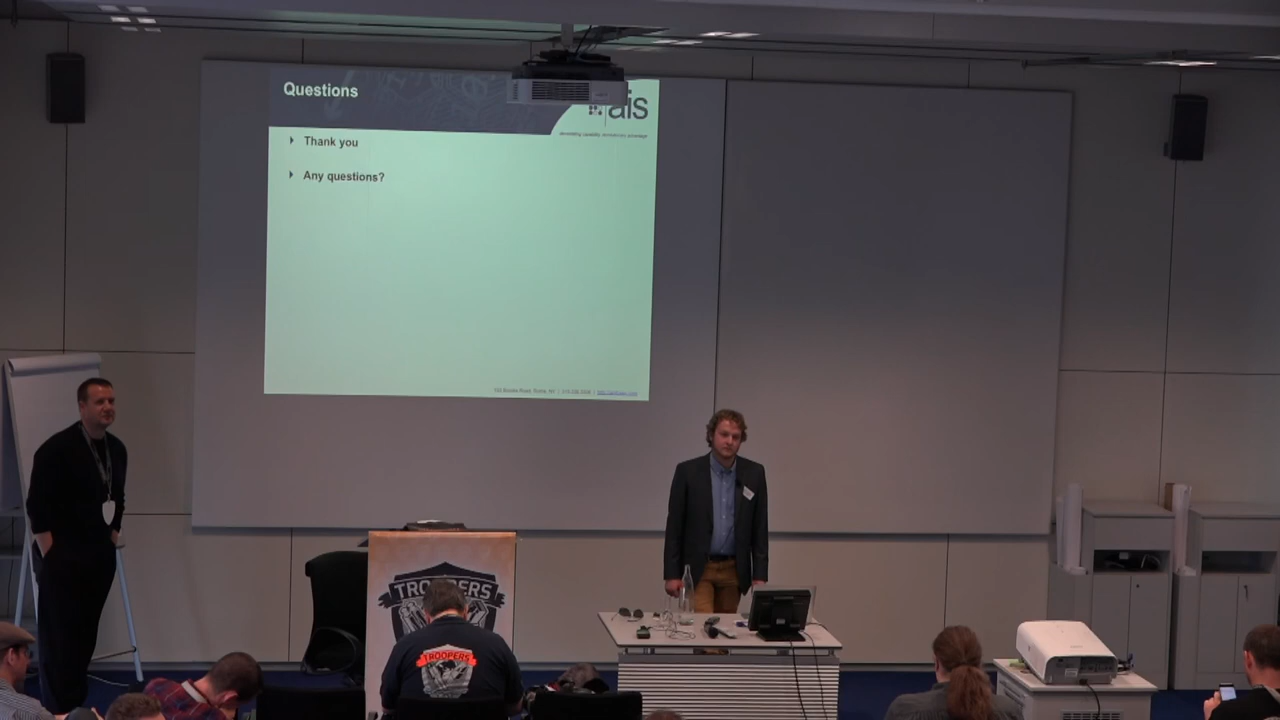 Questions
ais
Thank you
Any questions?
TROOPERS
TROOPERS